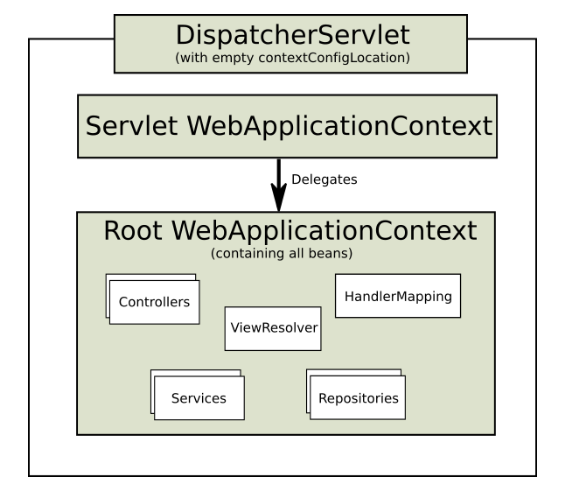 DispatcherServlet
(with empty contextConfigLocation)
Servlet WebApplicationContext
Delegates
Root WebApplicationContext
(containing all beans)
Controllers
HandlerMapping
ViewResolver
Services
Repositories